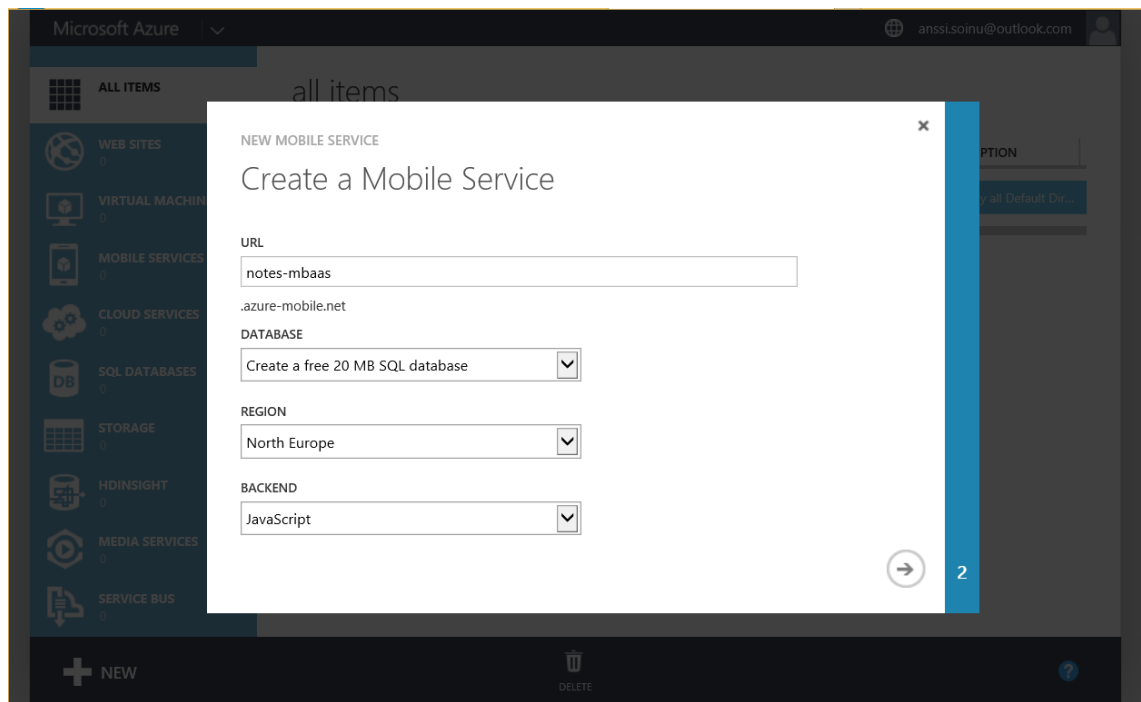 Microsoft Azure
anssi.soinu@outlook.com
ALL ITEMS
all items
WEB SITES
0
VIRTUAL MACHIN
0
MOBILE SERVICES
0
CLOUD SERVICES
0
SQL DATABASES
0
DB
STORAGE
0
HDINSIGHT
0
MEDIA SERVICES
0
SERVICE BUS
0
PTION
y all Default Dir...
NEW MOBILE SERVICE
Create a Mobile Service
URL
notes-mbaas
.azure-mobile.net
DATABASE
Create a free 20 MB SQL database
REGION
North Europe
BACKEND
JavaScript
2
NEW
DELETE
?